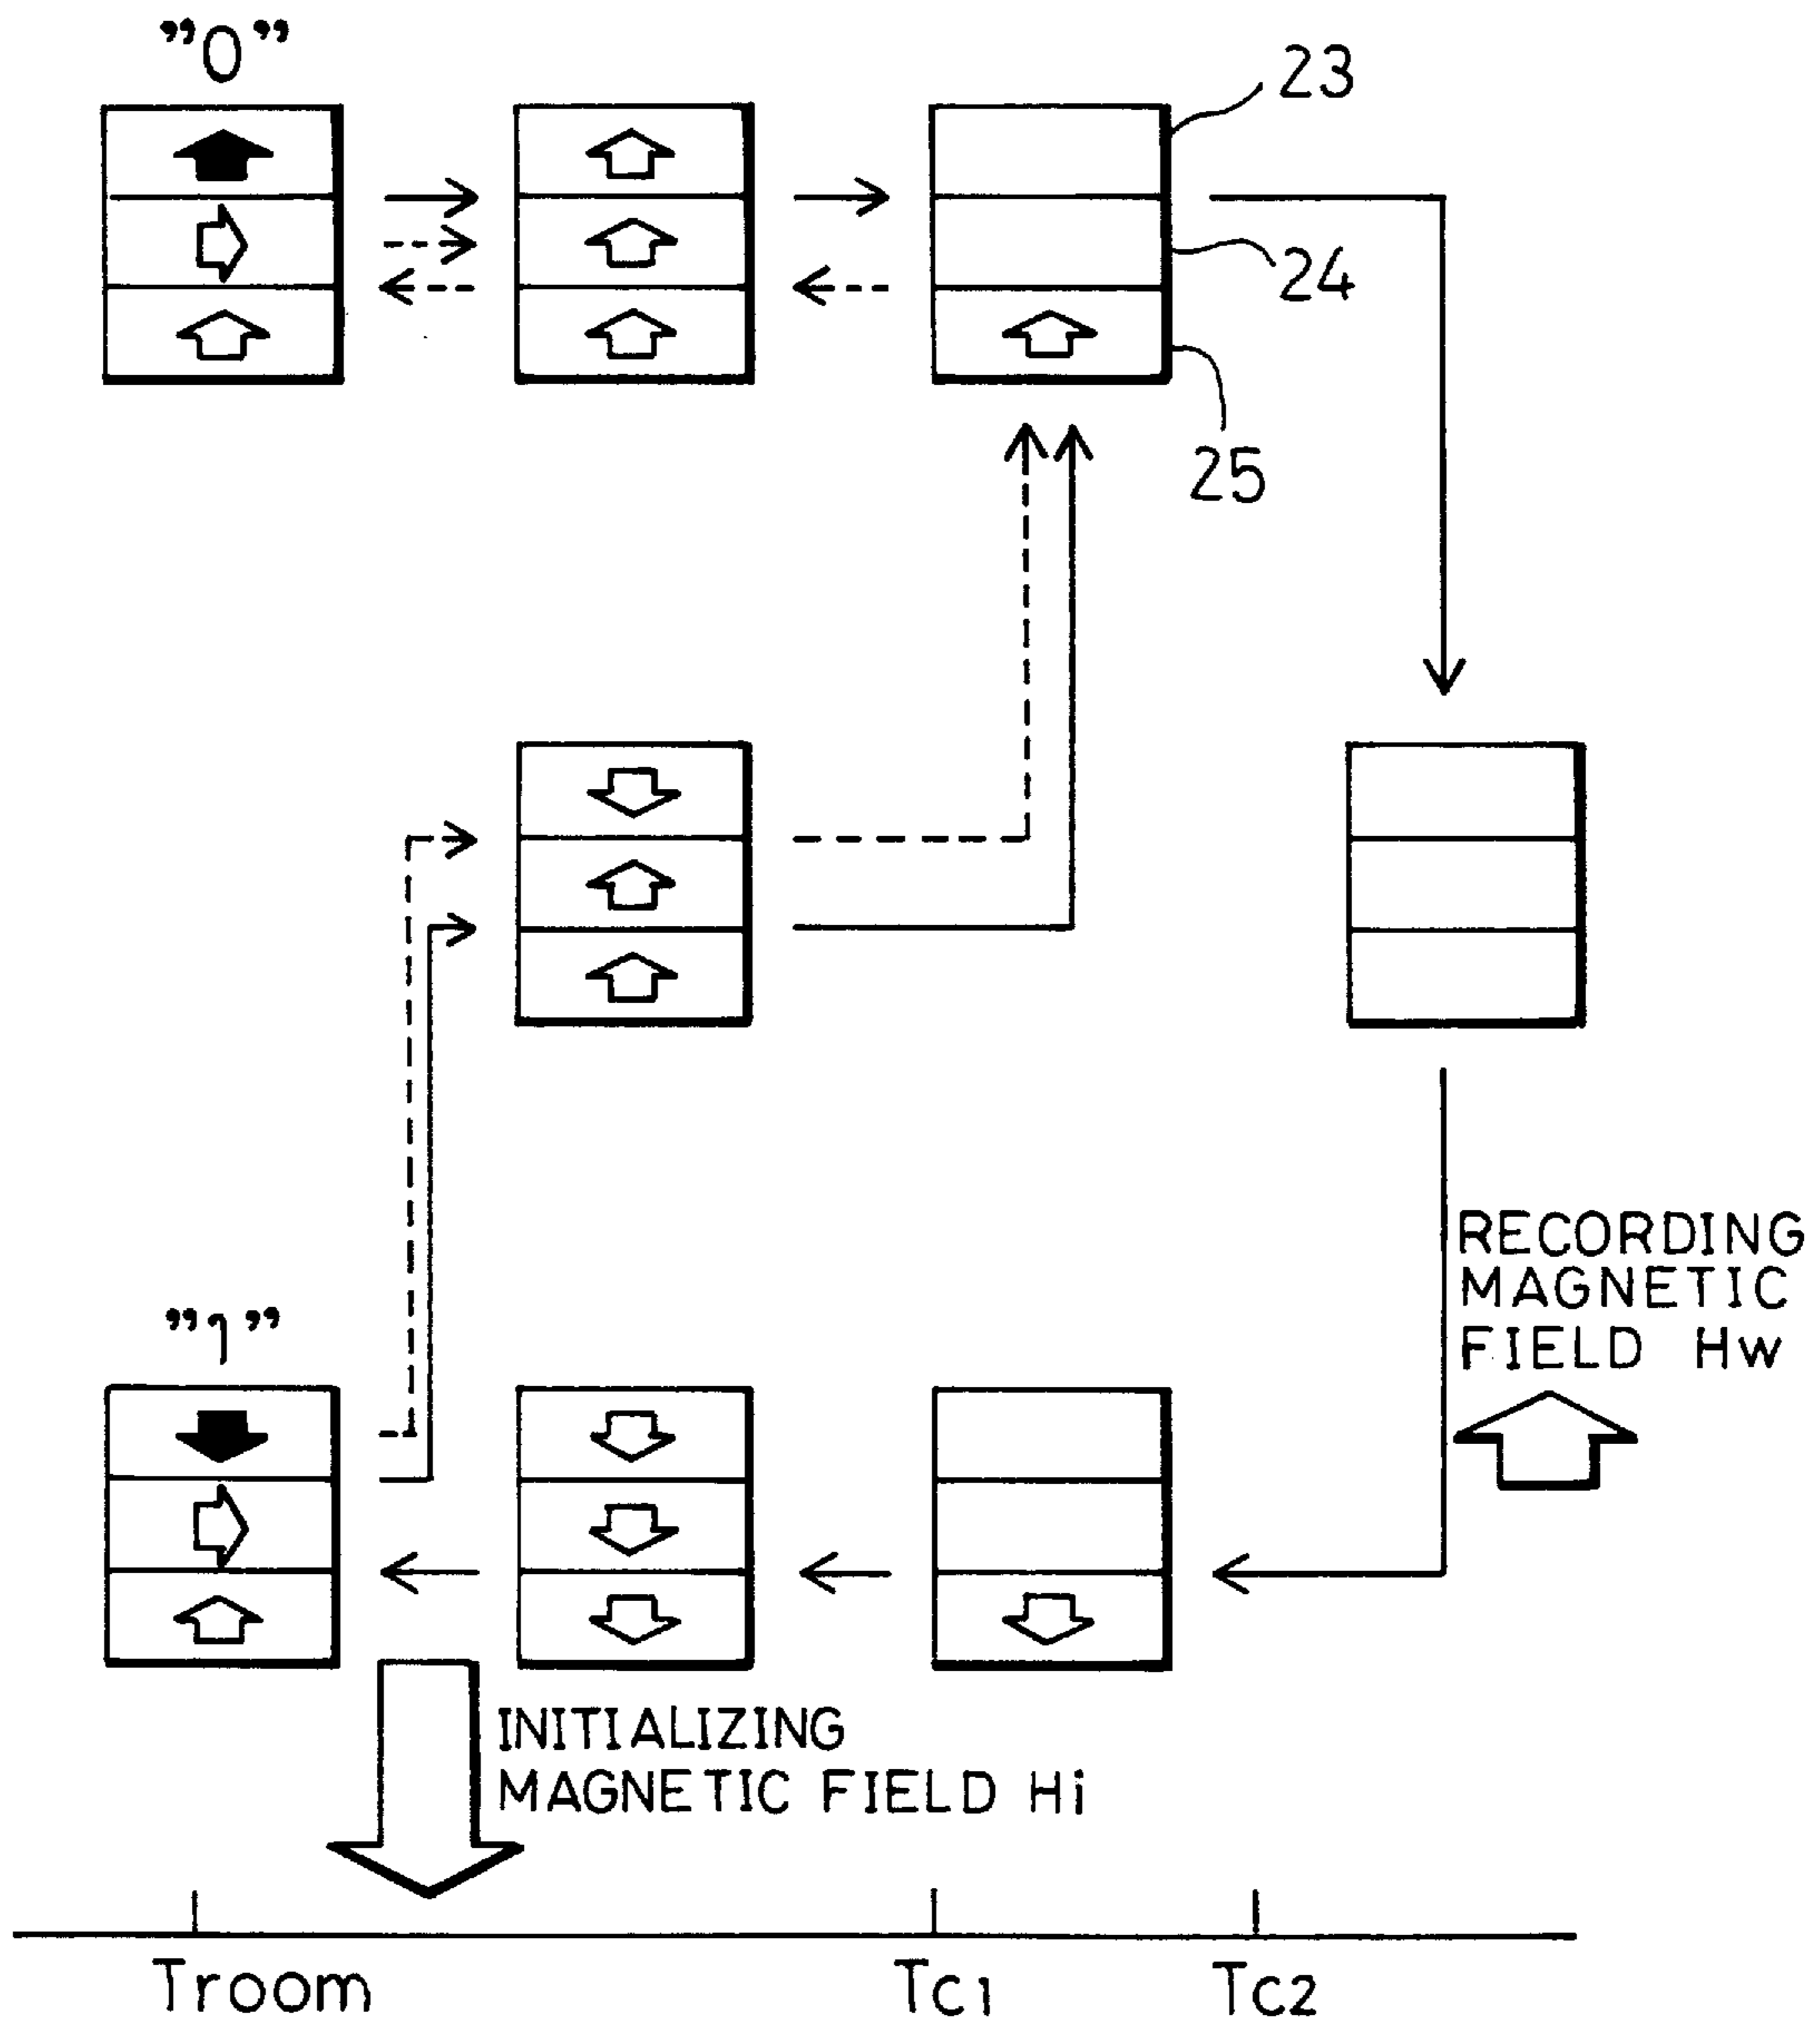 ”0”
23
24
25
”1”
RECORDING
MAGNETIC
FIELD Hw
INITIALIZING
MAGNETIC FIELD Hi
Troom Tc1 Tc2